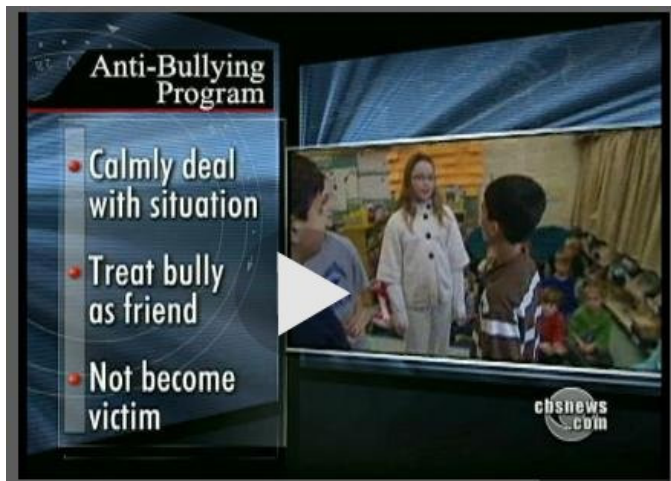 Anti-Bullying
Program
• Calmly deal
with situation
• Treat bully
as friend
• Not become
victim
cbsnews
.com